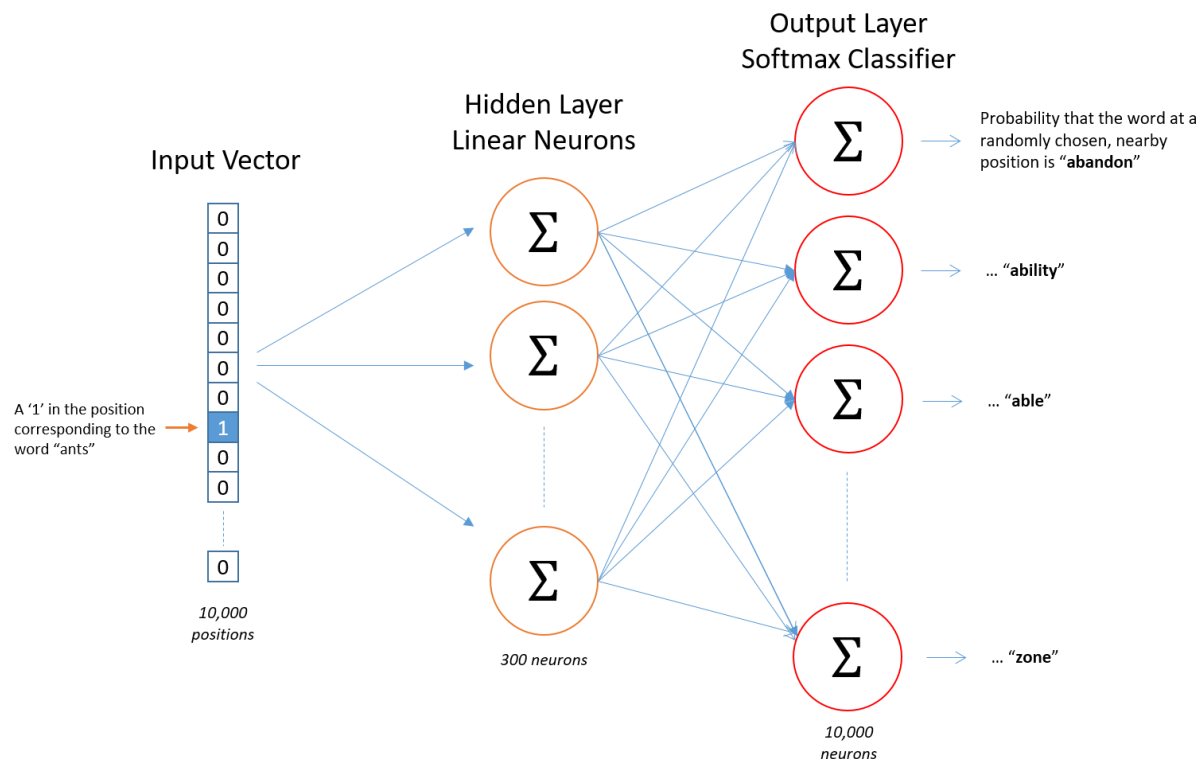 Output Layer
Softmax Classifier
Hidden Layer
Linear Neurons
Input Vector
0
0
0
0
0
0
0
1
0
0
0
A ‘1’ in the position
corresponding to the
word “ants”
10,000
positions
Σ
Σ
Σ
300 neurons
Σ
Σ
Σ
Σ
10,000
neurons
Probability that the word at a
randomly chosen, nearby
position is “abandon”
... “ability”
... “able”
... “zone”